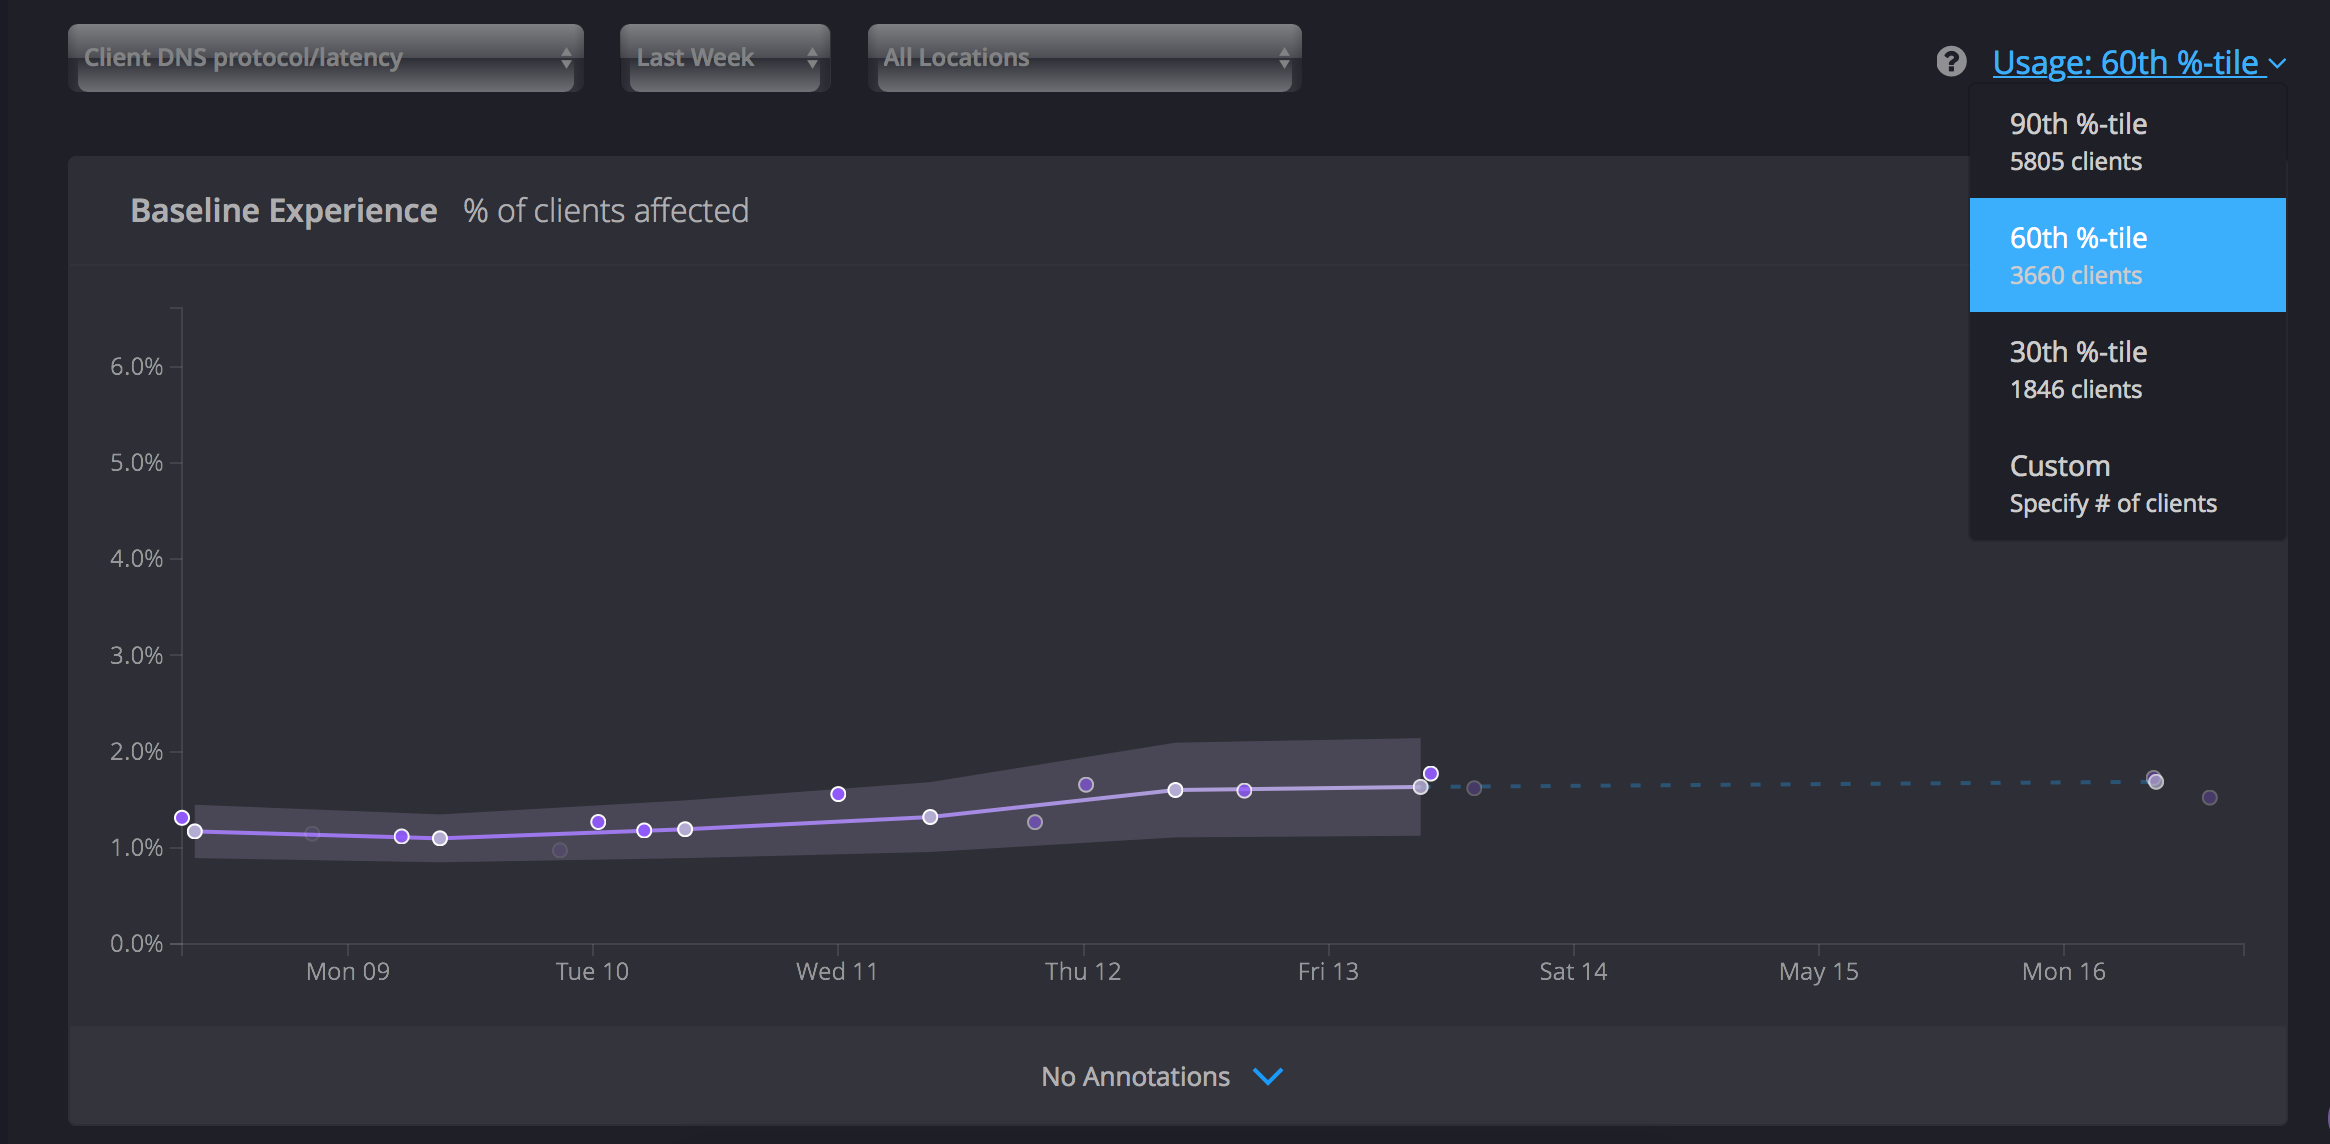 Client DNS protocol/latency
Last Week
All Locations
?
Usage: 60th %-tile
90th %-tile
5805 clients
60th %-tile
3660 clients
30th %-tile
1846 clients
Custom
Specify # of clients
Baseline Experience % of clients affected
6.0%
5.0%
4.0%
3.0%
2.0%
1.0%
0.0%
Mon 09
Tue 10
Wed 11
Thu 12
Fri 13
Sat 14
May 15
Mon 16
No Annotations